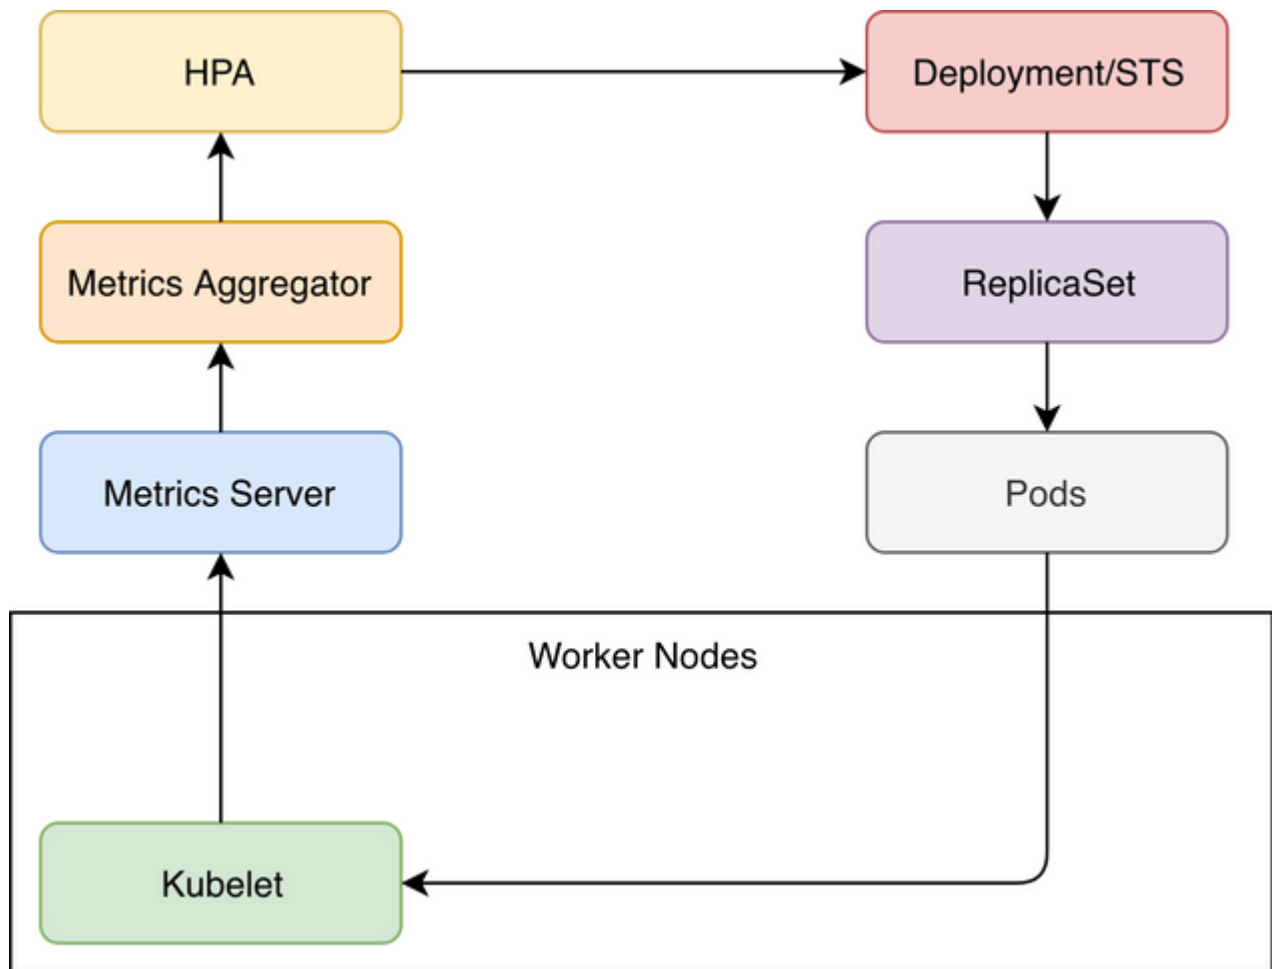 HPA
Deployment/STS
Metrics Aggregator
ReplicaSet
Metrics Server
Pods
Worker Nodes
Kubelet